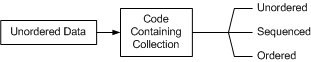 Unordered Data
Code
Containing
Collection
Unordered
Sequenced
Ordered